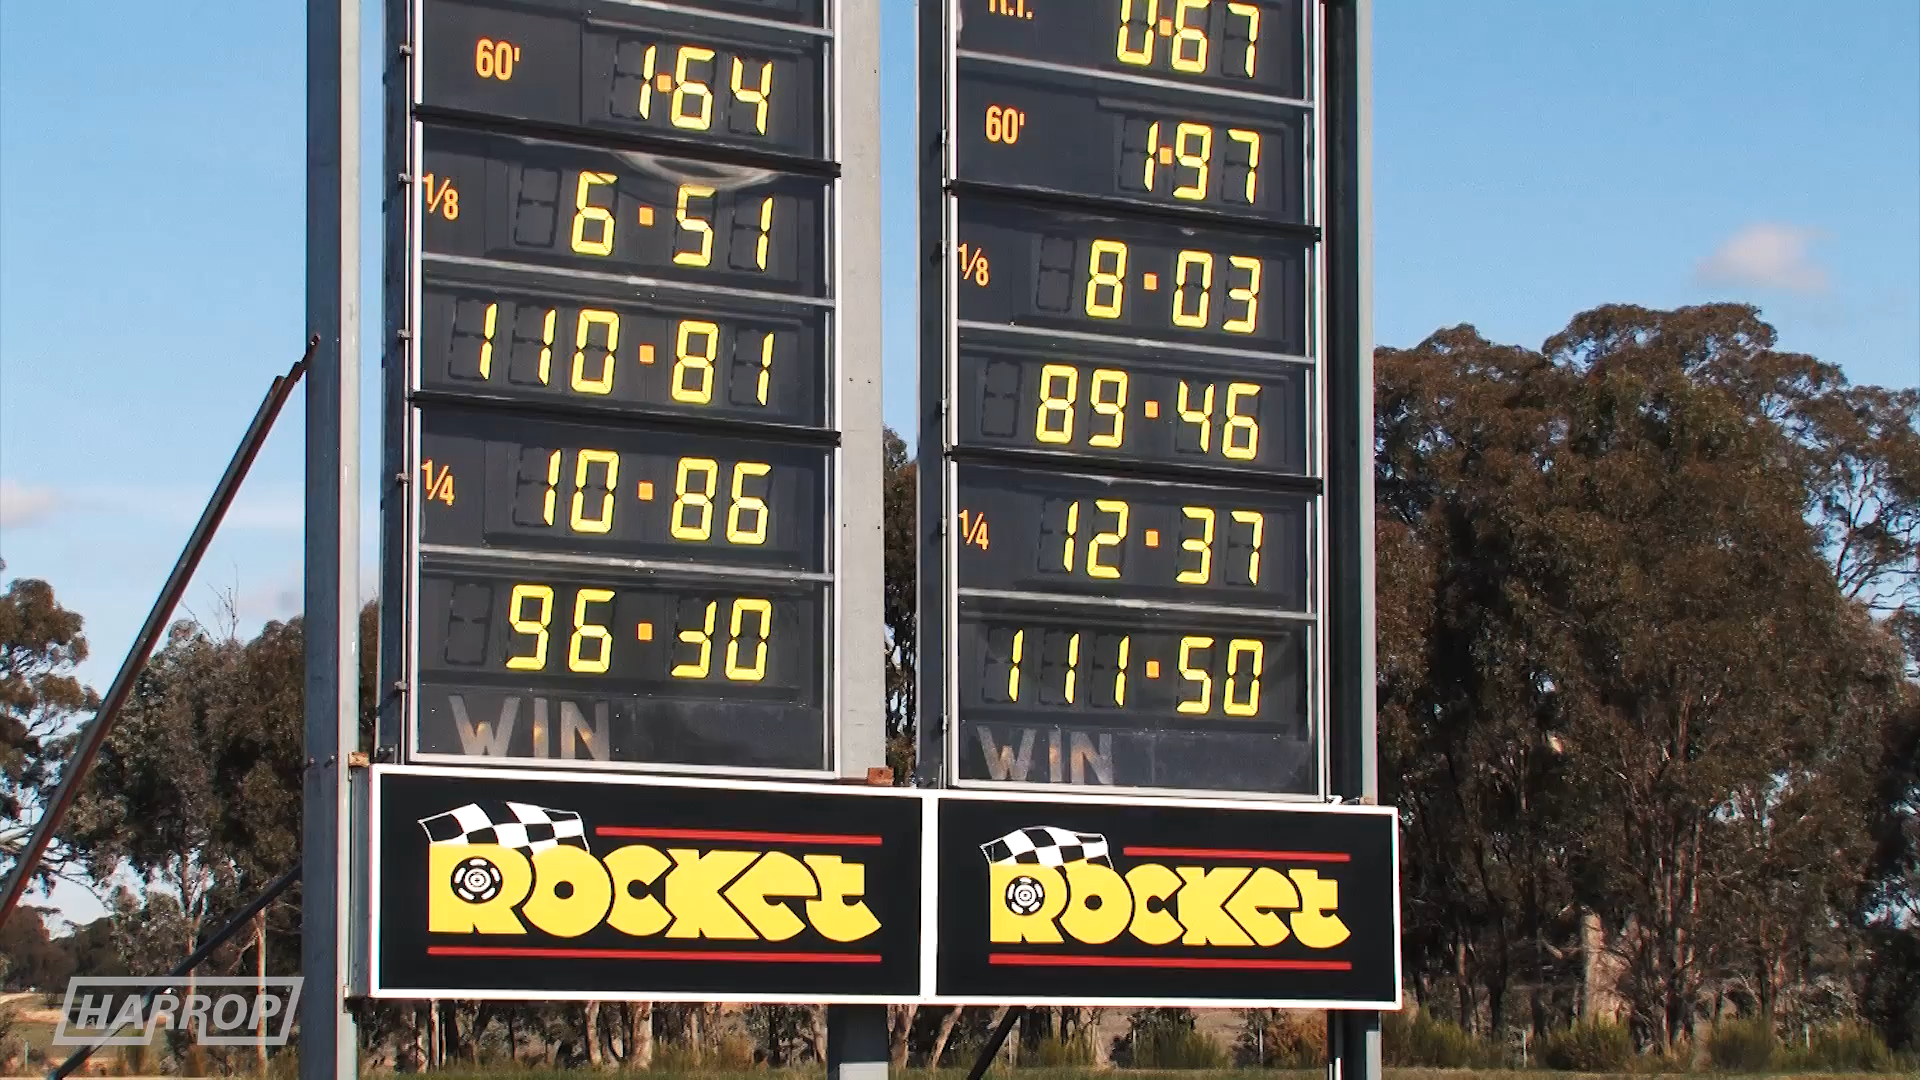 60' 1.64
1/8 6.51
110.81
1/4 10.86
96.30
WIN
R.T. 0.67
60' 1.97
1/8 8.03
89.46
1/4 12.37
111.50
WIN
ROCKET
ROCKET
HARROP